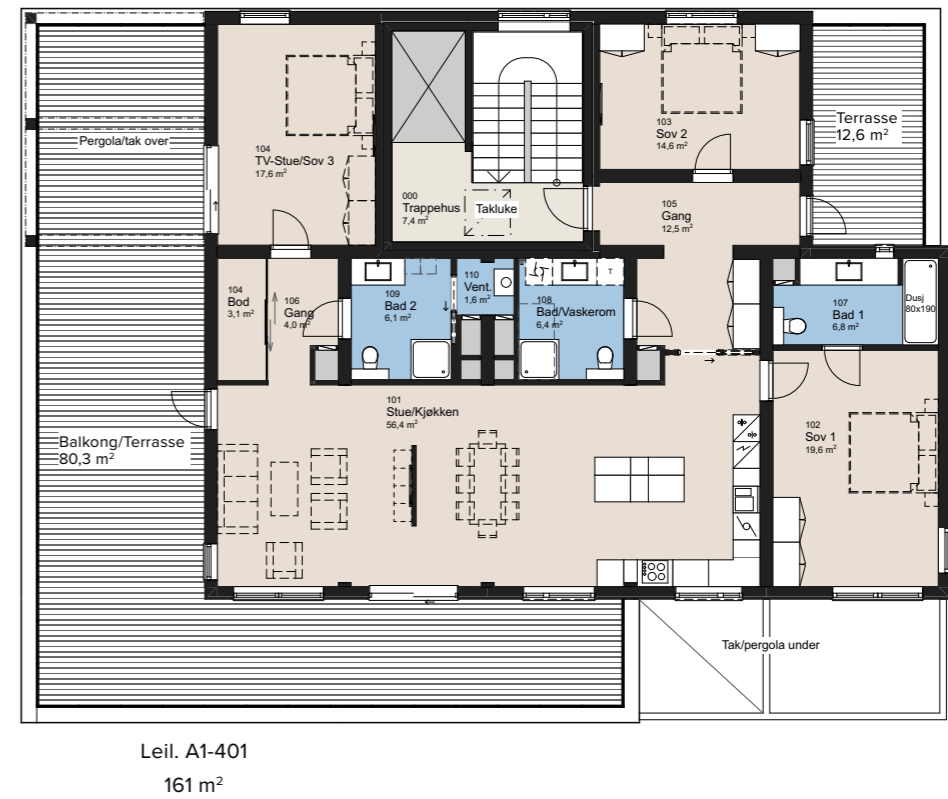 104
TV-Stue/Sov 3
17,6 m²
Pergola/tak over
000
Trappehus
7,4 m²
Takluke
103
Sov 2
14,6 m²
Terrasse
12,6 m²
105
Gang
12,5 m²
104
Bod
3,1 m²
106
Gang
4,0 m²
109
Bad 2
6,1 m²
110
Vent.
1,6 m²
108
Bad/Vaskerom
6,4 m²
T
107
Bad 1
6,8 m²
Dusj
80x190
101
Stue/Kjøkken
56,4 m²
102
Sov 1
19,6 m²
Balkong/Terrasse
80,3 m²
Tak/pergola under
Leil. A1-401
161 m²